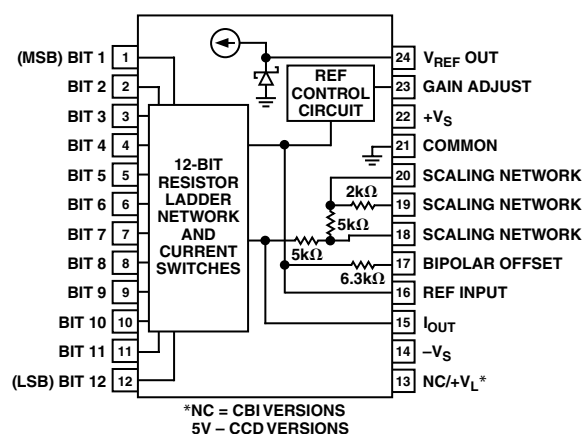 (MSB) BIT 1
BIT 2
BIT 3
BIT 4
BIT 5
BIT 6
BIT 7
BIT 8
BIT 9
BIT 10
BIT 11
(LSB) BIT 12
1
2
3
4
5
6
7
8
9
10
11
12
12-BIT
RESISTOR
LADDER
NETWORK
AND
CURRENT
SWITCHES
REF
CONTROL
CIRCUIT
2kΩ
5kΩ
5kΩ
6.3kΩ
24 VREF OUT
23 GAIN ADJUST
22 +VS
21 COMMON
20 SCALING NETWORK
19 SCALING NETWORK
18 SCALING NETWORK
17 BIPOLAR OFFSET
16 REF INPUT
15 IOUT
14 –VS
13 NC/+VL*
*NC = CBI VERSIONS
5V – CCD VERSIONS